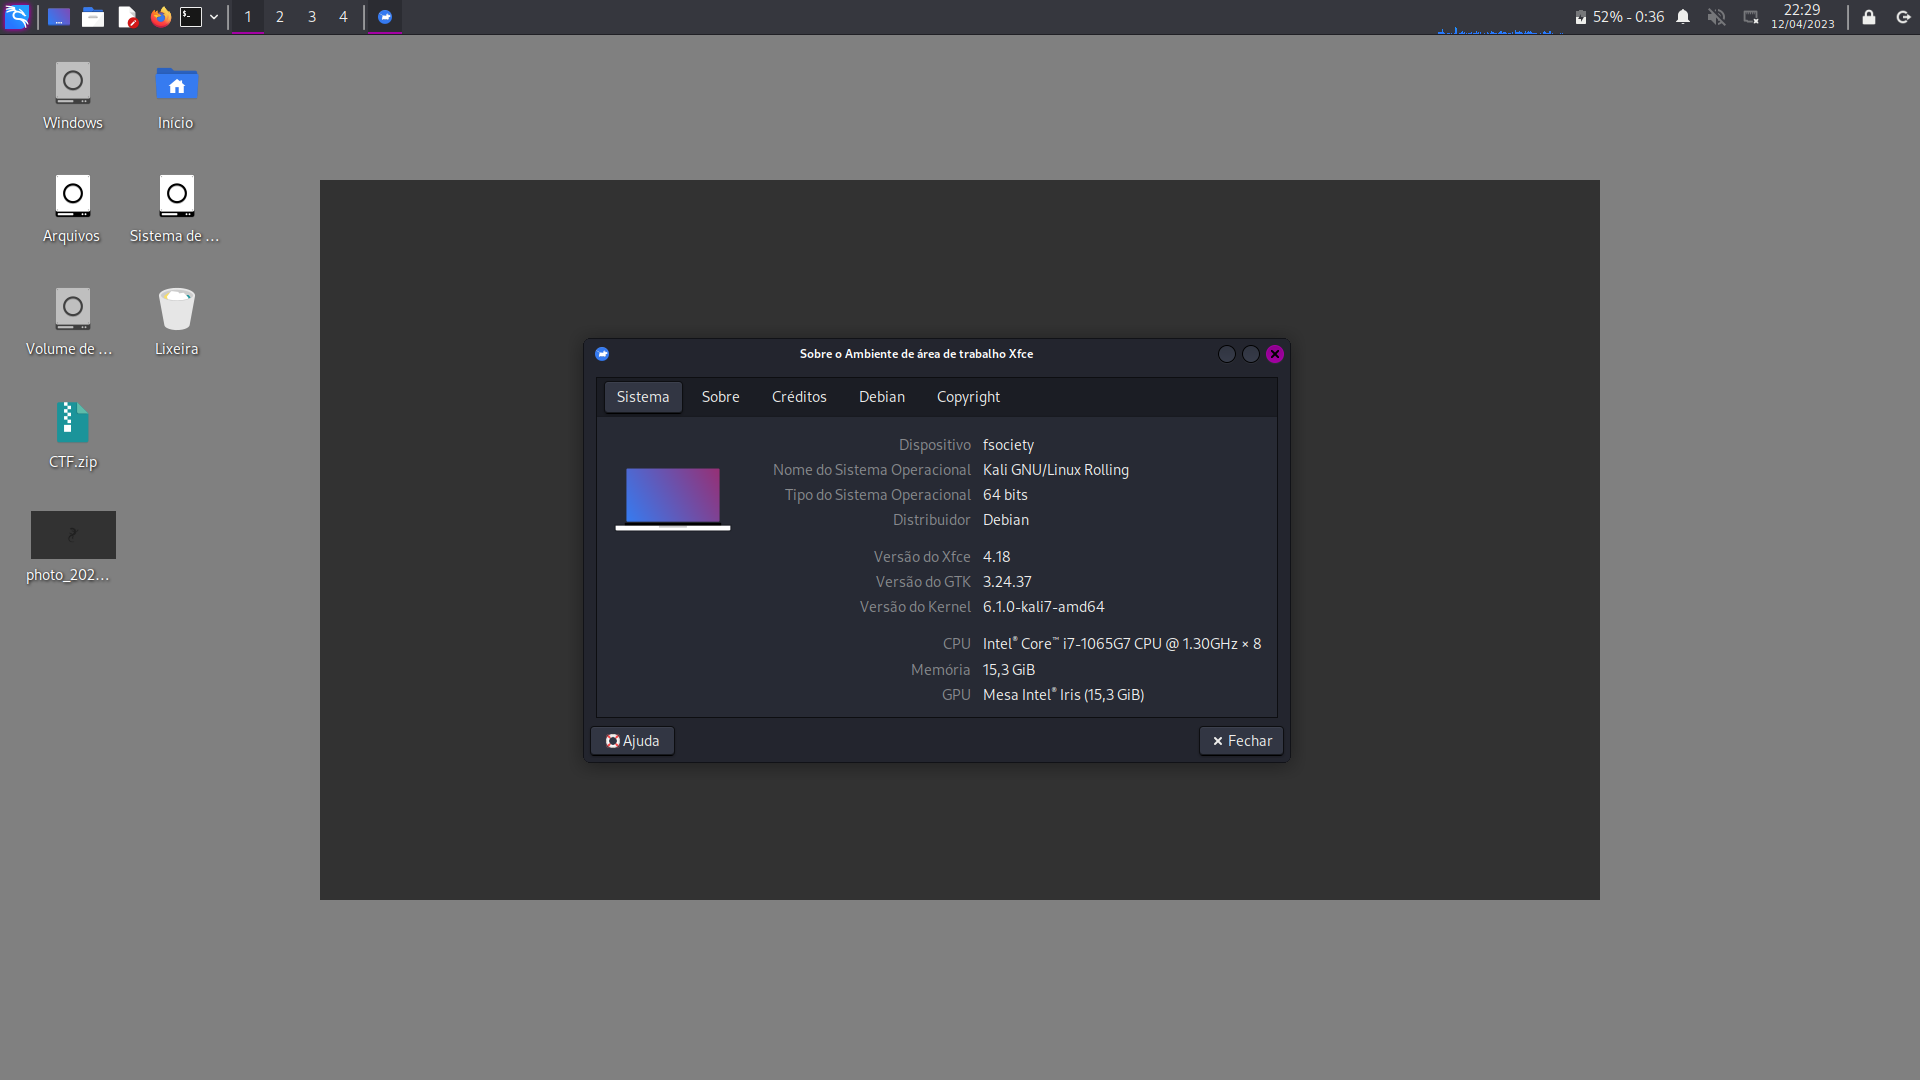 1 2 3 4
52% - 0:36
22:29
12/04/2023
Windows
Início
Arquivos
Sistema de ...
Volume de ...
Lixeira
CTF.zip
photo_202...
Sobre o Ambiente de área de trabalho Xfce
Sistema Sobre Créditos Debian Copyright
Dispositivo fsociety
Nome do Sistema Operacional Kali GNU/Linux Rolling
Tipo do Sistema Operacional 64 bits
Distribuidor Debian
Versão do Xfce 4.18
Versão do GTK 3.24.37
Versão do Kernel 6.1.0-kali7-amd64
CPU Intel® Core™ i7-1065G7 CPU @ 1.30GHz × 8
Memória 15,3 GiB
GPU Mesa Intel® Iris (15,3 GiB)
Ajuda
Fechar